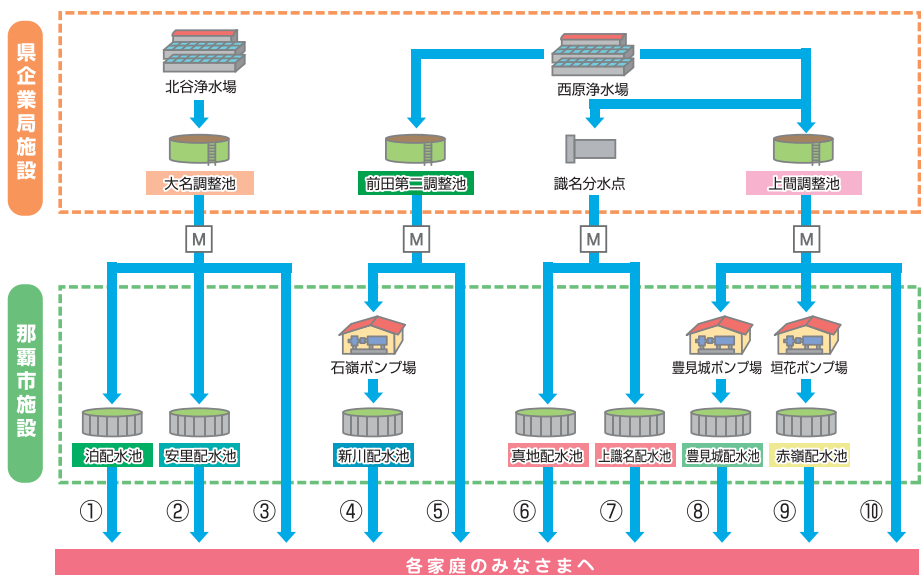 県企業局施設
北谷浄水場
西原浄水場
大名調整池
前田第二調整池
識名分水点
上間調整池
M
M
M
M
那覇市施設
石嶺ポンプ場
豊見城ポンプ場
垣花ポンプ場
泊配水池
安里配水池
新川配水池
真地配水池
上識名配水池
豊見城配水池
赤嶺配水池
①
②
③
④
⑤
⑥
⑦
⑧
⑨
⑩
各家庭のみなさまへ